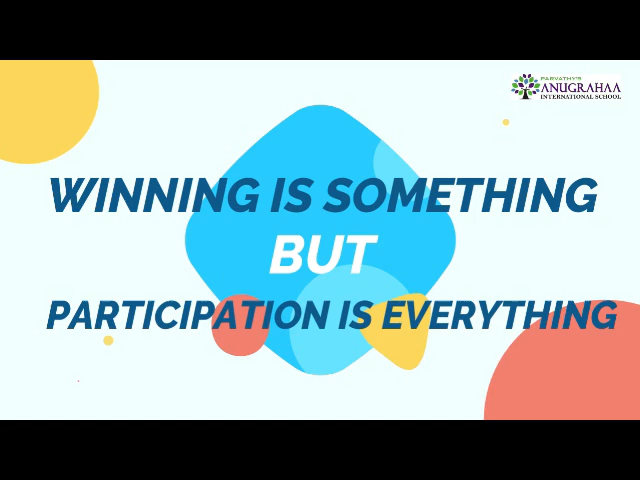 PARVATHY'S
ANUGRAHAA
INTERNATIONAL SCHOOL
WINNING IS SOMETHING
BUT
PARTICIPATION IS EVERYTHING